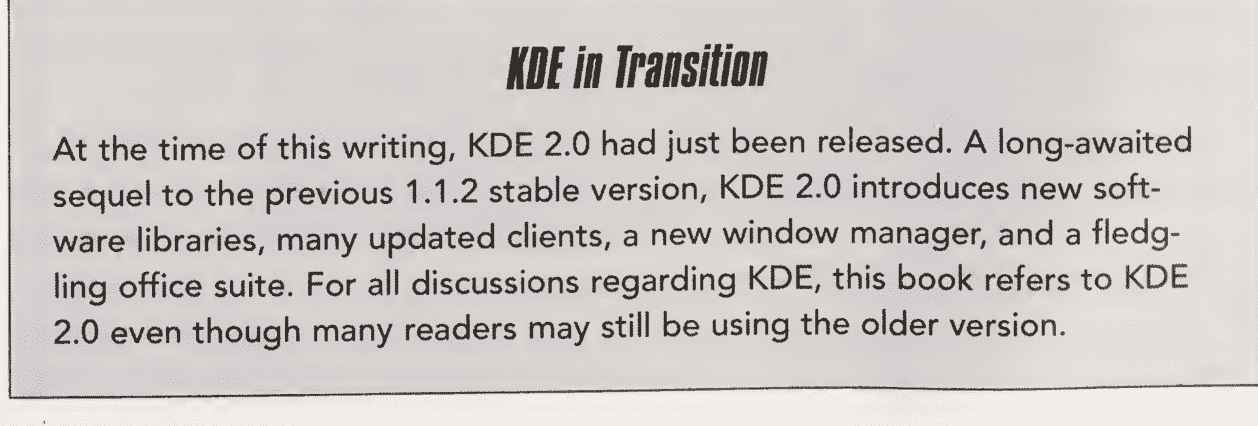 KDE in Transition
At the time of this writing, KDE 2.0 had just been released. A long-awaited
sequel to the previous 1.1.2 stable version, KDE 2.0 introduces new soft-
ware libraries, many updated clients, a new window manager, and a fledg-
ling office suite. For all discussions regarding KDE, this book refers to KDE
2.0 even though many readers may still be using the older version.